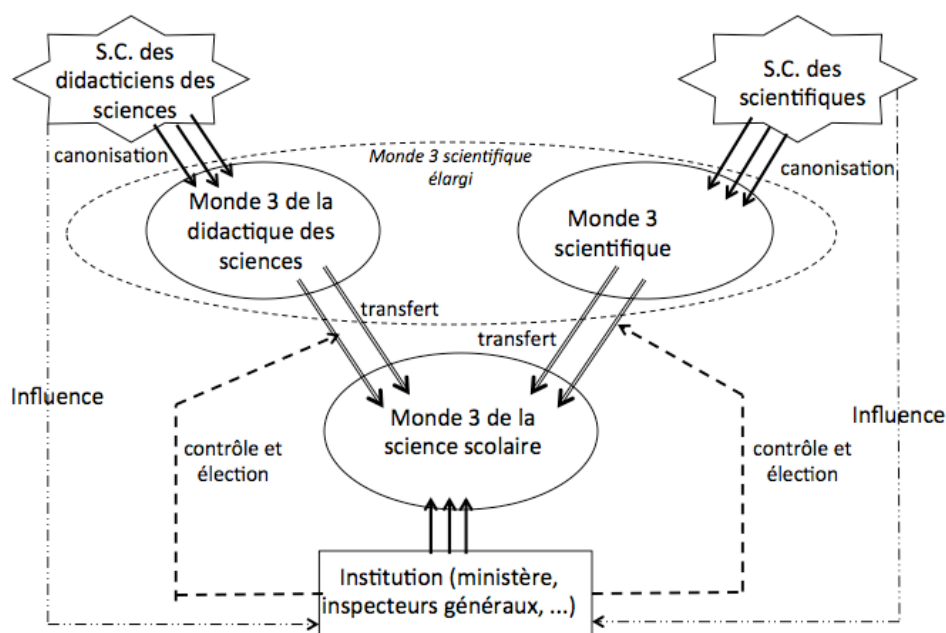 S.C. des
didacticiens des
sciences
S.C. des
scientifiques
canonisation
Monde 3 scientifique
élargi
canonisation
Monde 3 de la
didactique des
sciences
Monde 3
scientifique
transfert
transfert
Influence
Influence
Monde 3 de la
science scolaire
contrôle et
élection
contrôle et
élection
Institution (ministère,
inspecteurs généraux, ...)